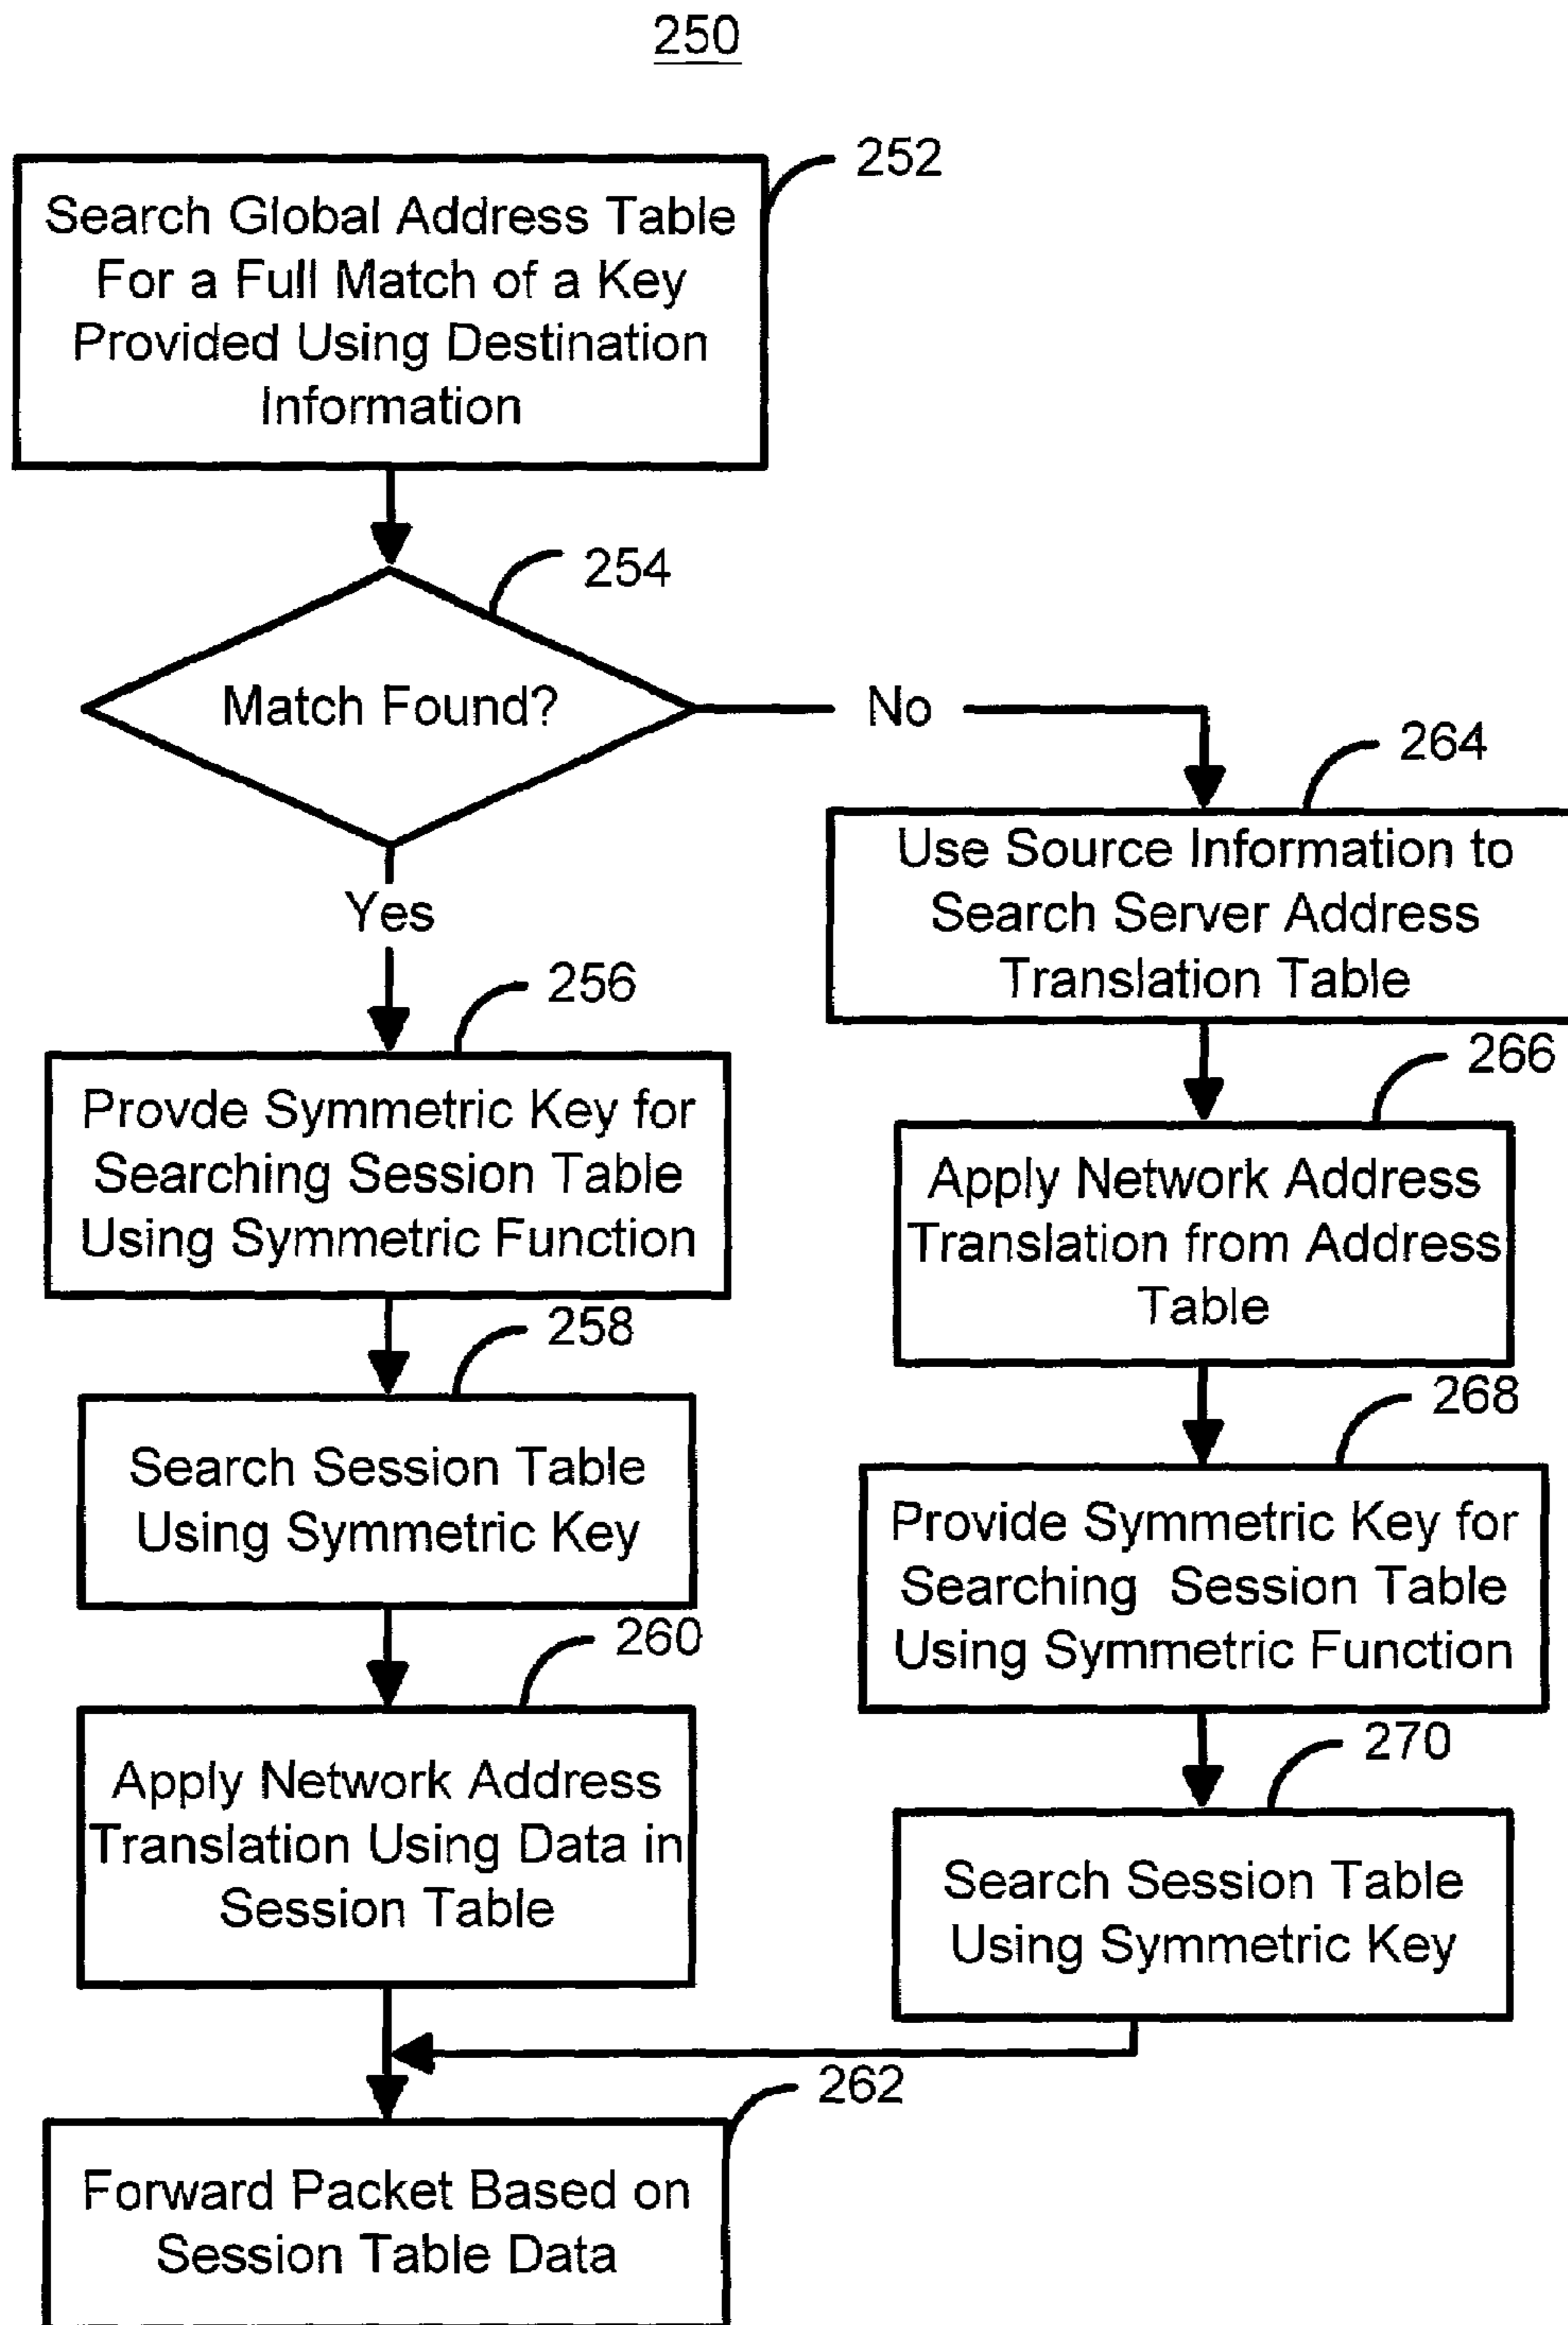 250
252
Search Global Address Table
For a Full Match of a Key
Provided Using Destination
Information
254
Match Found?
No
Yes
264
Use Source Information to
Search Server Address
Translation Table
256
Provde Symmetric Key for
Searching Session Table
Using Symmetric Function
266
Apply Network Address
Translation from Address
Table
258
Search Session Table
Using Symmetric Key
268
Provide Symmetric Key for
Searching Session Table
Using Symmetric Function
260
Apply Network Address
Translation Using Data in
Session Table
270
Search Session Table
Using Symmetric Key
262
Forward Packet Based on
Session Table Data